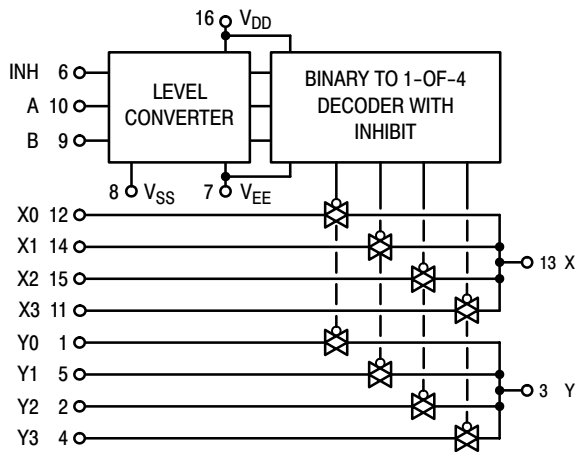 16 VDD
INH 6
A 10
B 9
LEVEL
CONVERTER
BINARY TO 1-OF-4
DECODER WITH
INHIBIT
8 VSS
7 VEE
X0 12
X1 14
X2 15
X3 11
13 X
Y0 1
Y1 5
Y2 2
Y3 4
3 Y